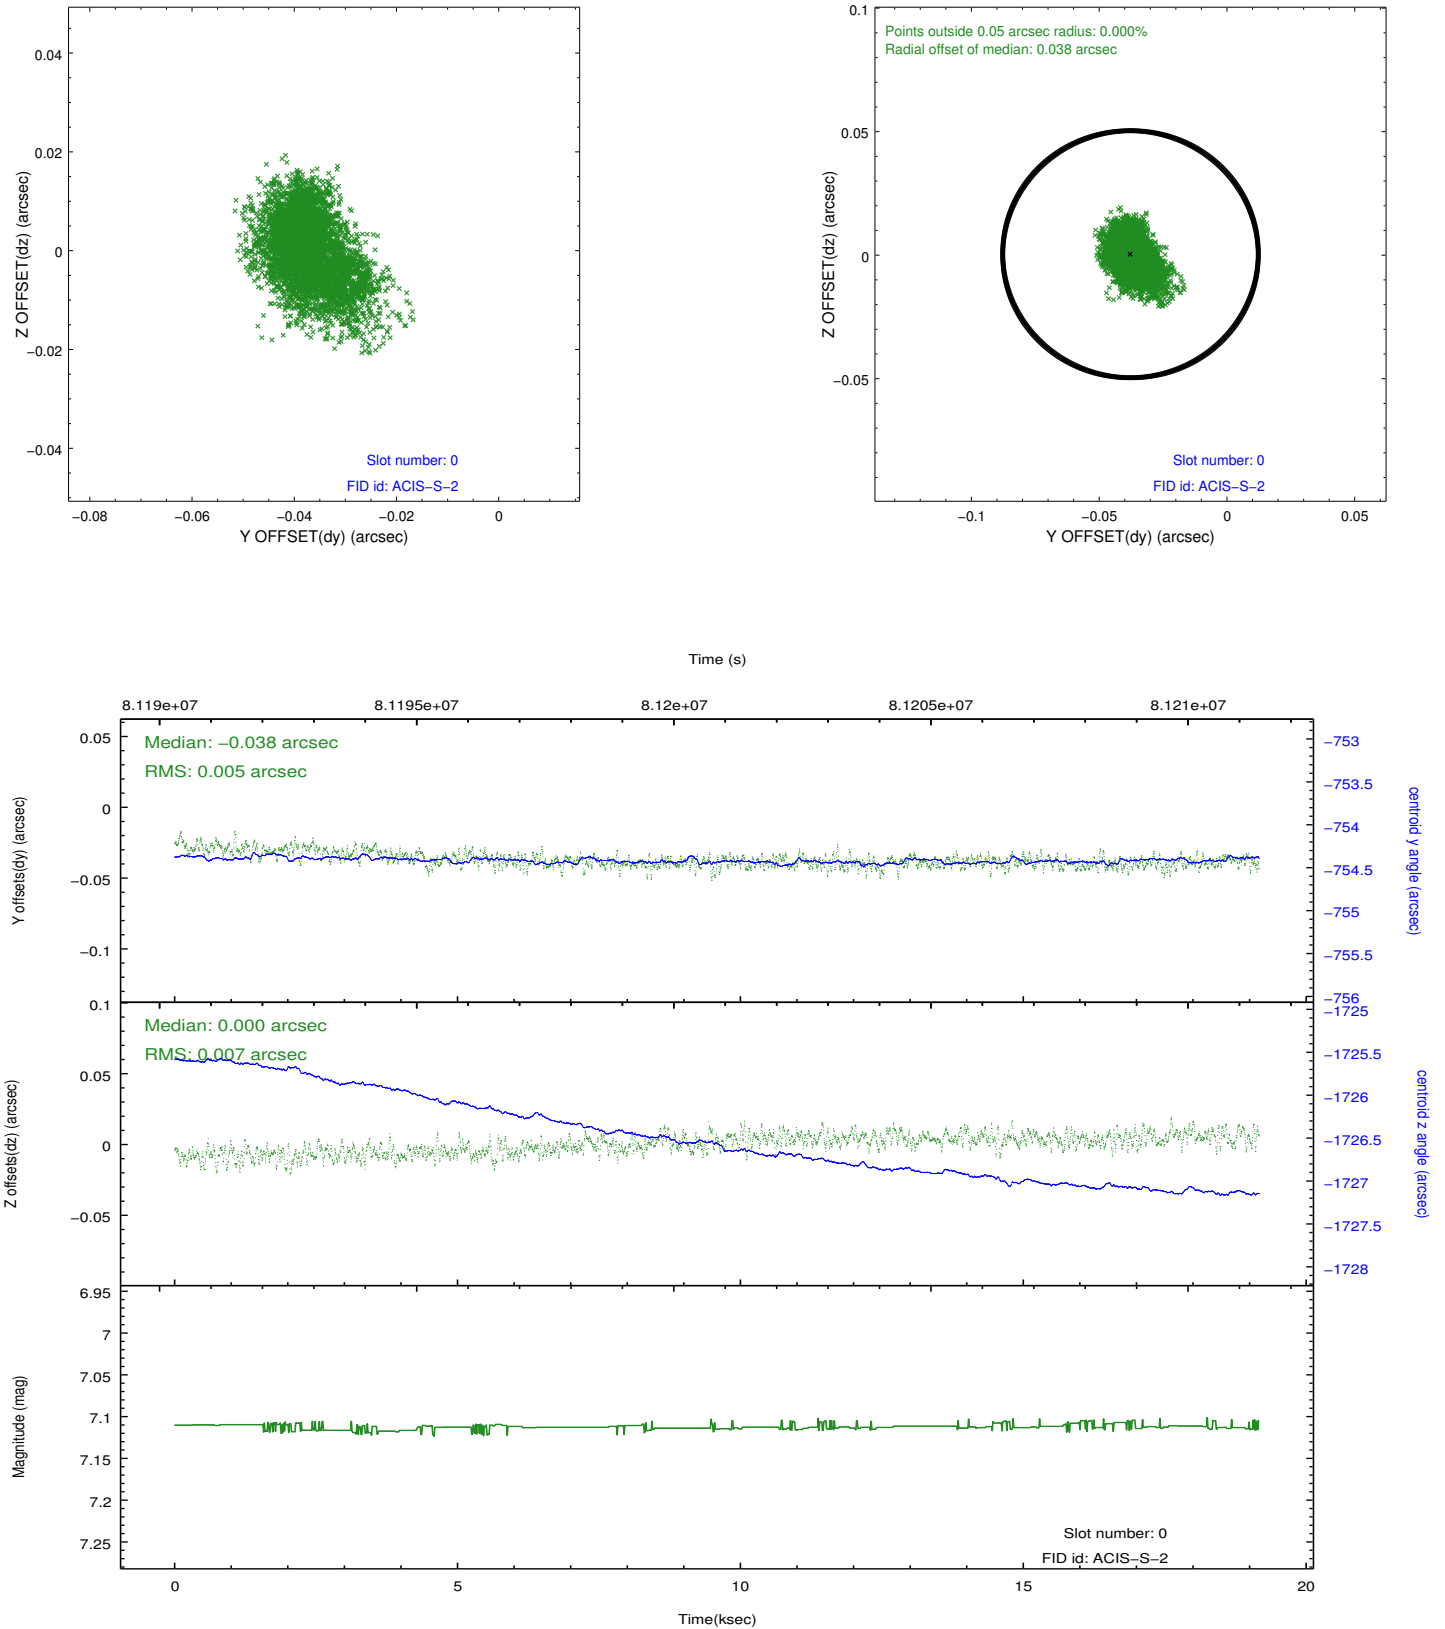 0.04
0.02
0
−0.02
−0.04
Z OFFSET(dz) (arcsec)
Slot number: 0
FID id: ACIS−S−2
−0.08 −0.06 −0.04 −0.02 0
Y OFFSET(dy) (arcsec)
0.1
0.05
0
−0.05
Z OFFSET(dz) (arcsec)
Points outside 0.05 arcsec radius: 0.000%
Radial offset of median: 0.038 arcsec
Slot number: 0
FID id: ACIS−S−2
−0.1 −0.05 0 0.05
Y OFFSET(dy) (arcsec)
Time (s)
8.119e+07 8.1195e+07 8.12e+07 8.1205e+07 8.121e+07
0.05
0
−0.05
−0.1
Y offsets(dy) (arcsec)
Median: −0.038 arcsec
RMS: 0.005 arcsec
−753
−753.5
−754
−754.5
−755
−755.5
−756
centroid y angle (arcsec)
0.1
0.05
0
−0.05
Z offsets(dz) (arcsec)
Median: 0.000 arcsec
RMS: 0.007 arcsec
−1725
−1725.5
−1726
−1726.5
−1727
−1727.5
−1728
centroid z angle (arcsec)
6.95
7
7.05
7.1
7.15
7.2
7.25
Magnitude (mag)
Slot number: 0
FID id: ACIS−S−2
0 5 10 15 20
Time(ksec)